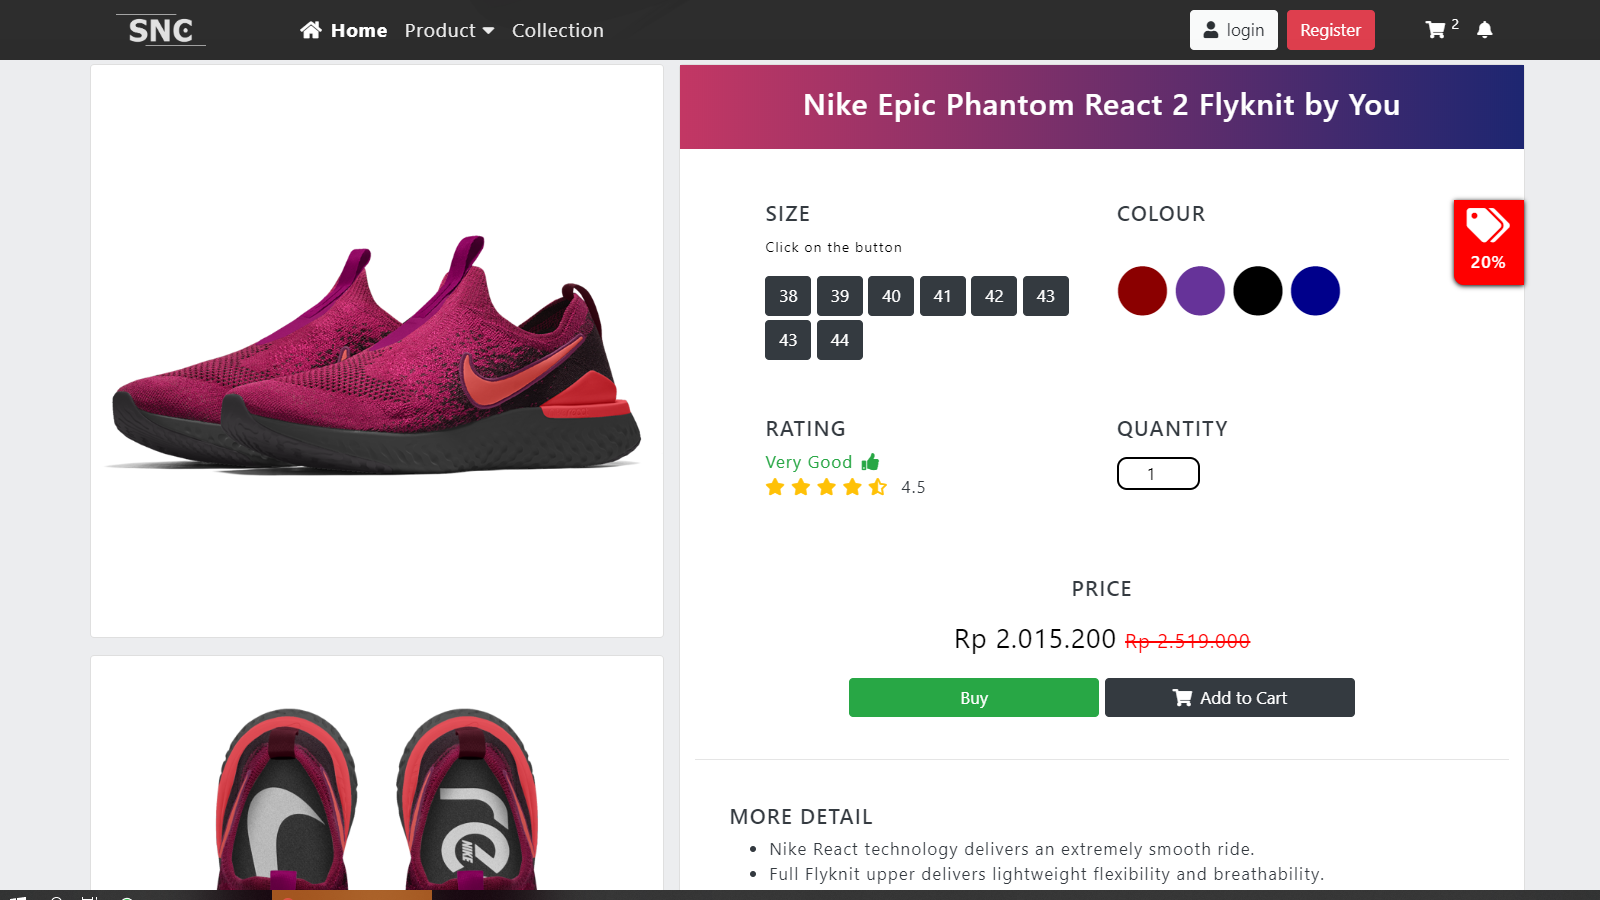 SNC
Home Product Collection
login Register 2
Nike Epic Phantom React 2 Flyknit by You
SIZE
Click on the button
38 39 40 41 42 43
43 44
COLOUR
20%
RATING
Very Good
4.5
QUANTITY
1
PRICE
Rp 2.015.200 Rp 2.519.000
Buy Add to Cart
MORE DETAIL
Nike React technology delivers an extremely smooth ride.
Full Flyknit upper delivers lightweight flexibility and breathability.
re
NIKE